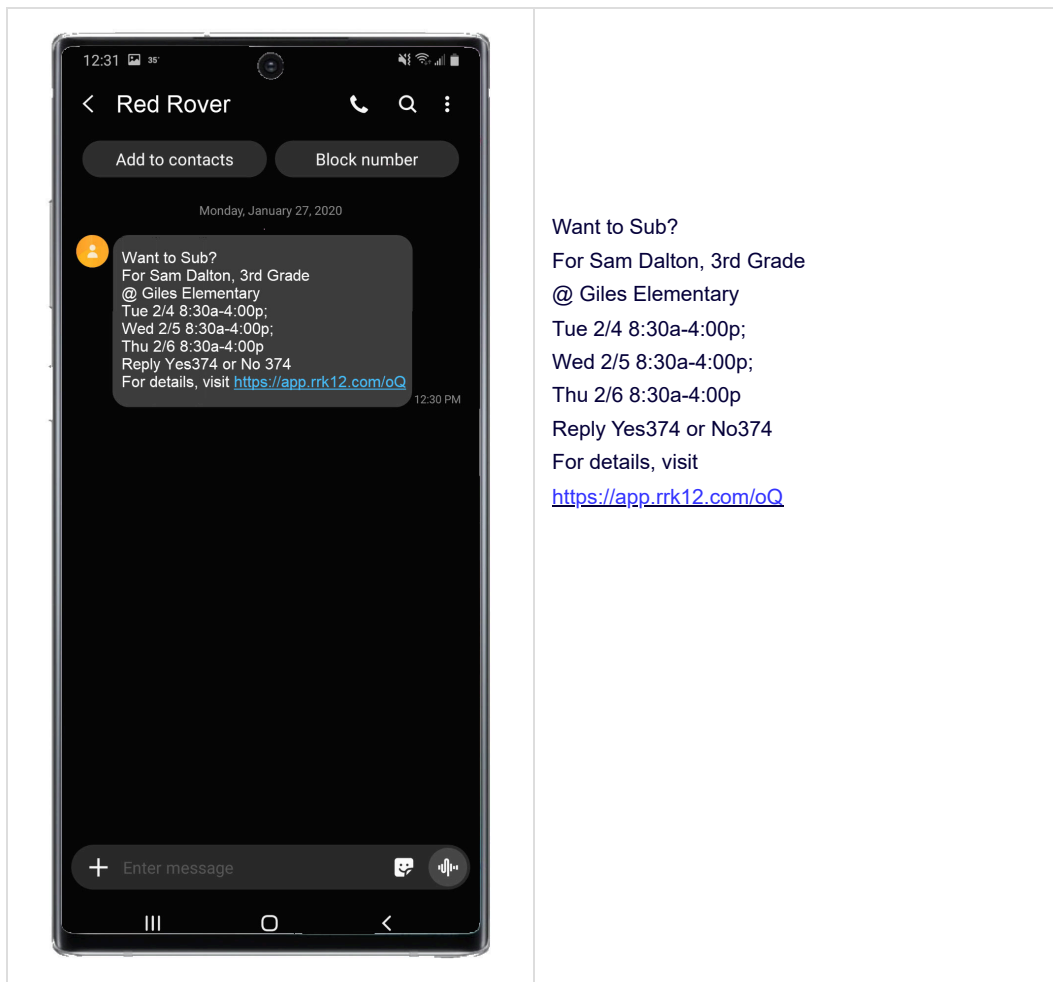 12:31 35°
Red Rover
Add to contacts Block number
Monday, January 27, 2020
Want to Sub?
For Sam Dalton, 3rd Grade
@ Giles Elementary
Tue 2/4 8:30a-4:00p;
Wed 2/5 8:30a-4:00p;
Thu 2/6 8:30a-4:00p
Reply Yes374 or No 374
For details, visit https://app.rrk12.com/oQ
12:30 PM
Enter message
Want to Sub?
For Sam Dalton, 3rd Grade
@ Giles Elementary
Tue 2/4 8:30a-4:00p;
Wed 2/5 8:30a-4:00p;
Thu 2/6 8:30a-4:00p
Reply Yes374 or No374
For details, visit
https://app.rrk12.com/oQ